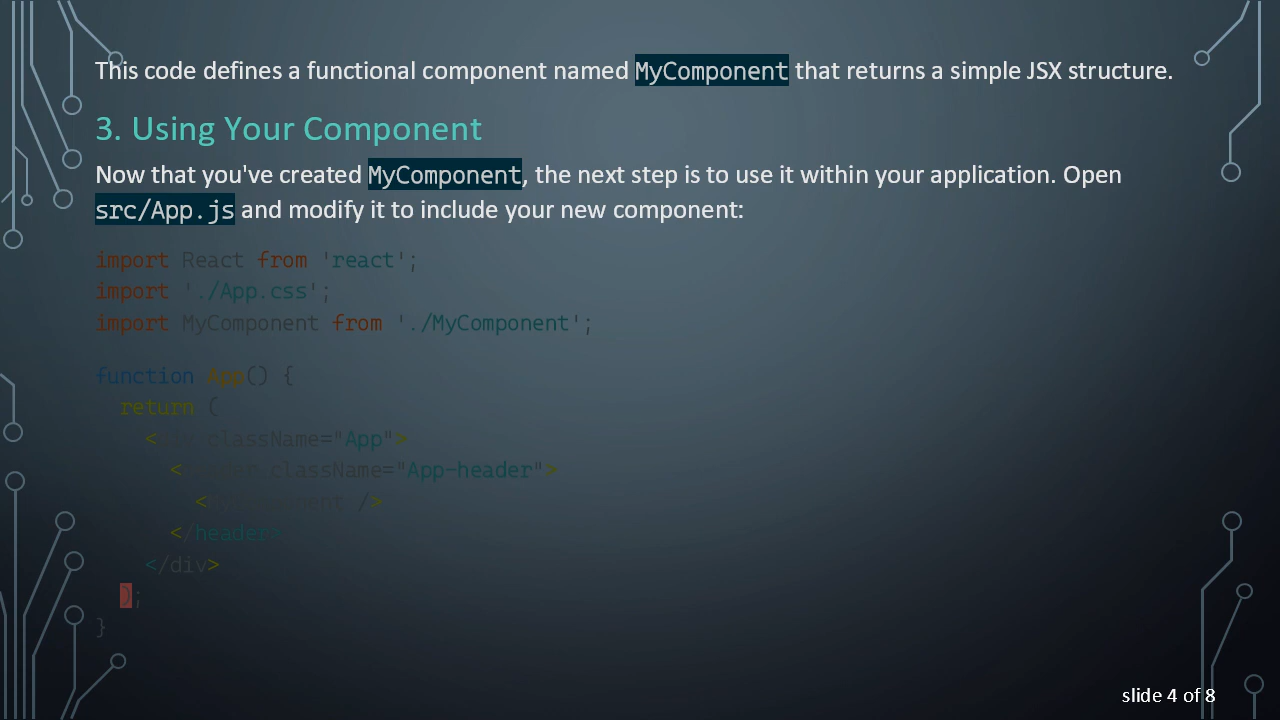 This code defines a functional component named MyComponent that returns a simple JSX structure.
3. Using Your Component
Now that you've created MyComponent, the next step is to use it within your application. Open
src/App.js and modify it to include your new component:
import React from 'react';
import './App.css';
import MyComponent from './MyComponent';
function App() {
return (
<div className="App">
<header className="App-header">
<MyComponent />
</header>
</div>
);
}
slide 4 of 8